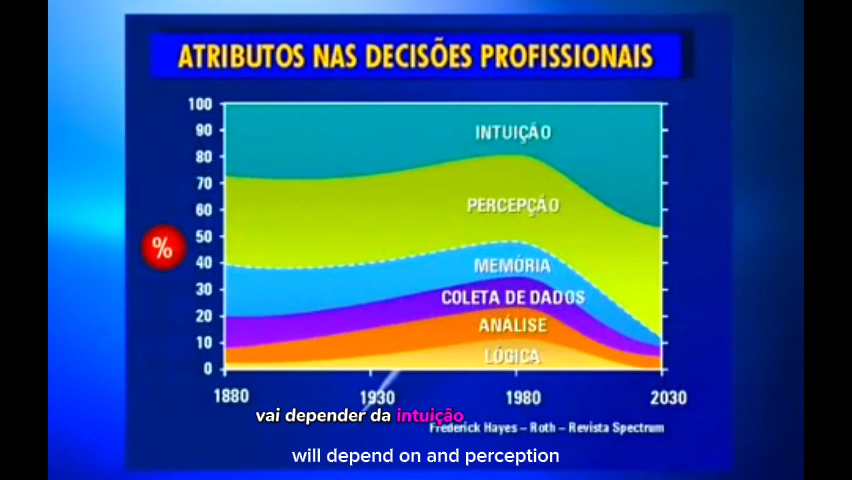 ATRIBUTOS NAS DECISÕES PROFISSIONAIS
100
90
80
70
60
50
40
30
20
10
0
%
INTUIÇÃO
PERCEPÇÃO
MEMÓRIA
COLETA DE DADOS
ANÁLISE
LÓGICA
1880 1930 1980 2030
vai depender da intuição
Frederick Hayes – Roth – Revista Spectrum
will depend on and perception